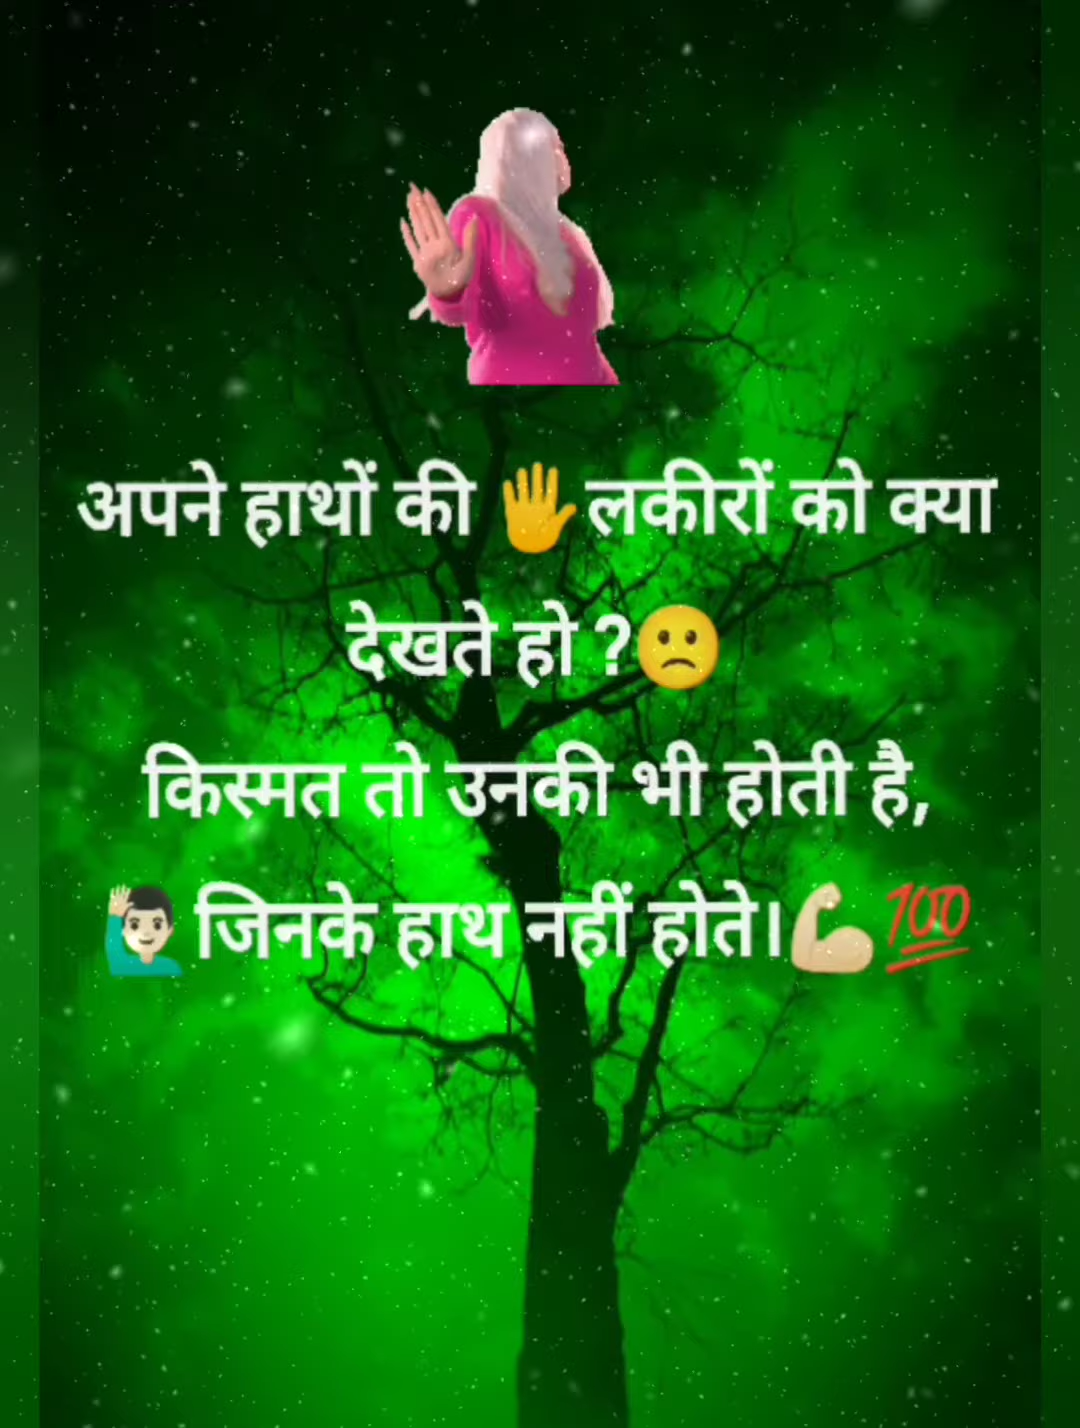 अपने हाथों की 🖐️ लकीरों को क्या
देखते हो ?🙁
किस्मत तो उनकी भी होती है,
🙋🏻‍♂️ जिनके हाथ नहीं होते।💪🏼💯